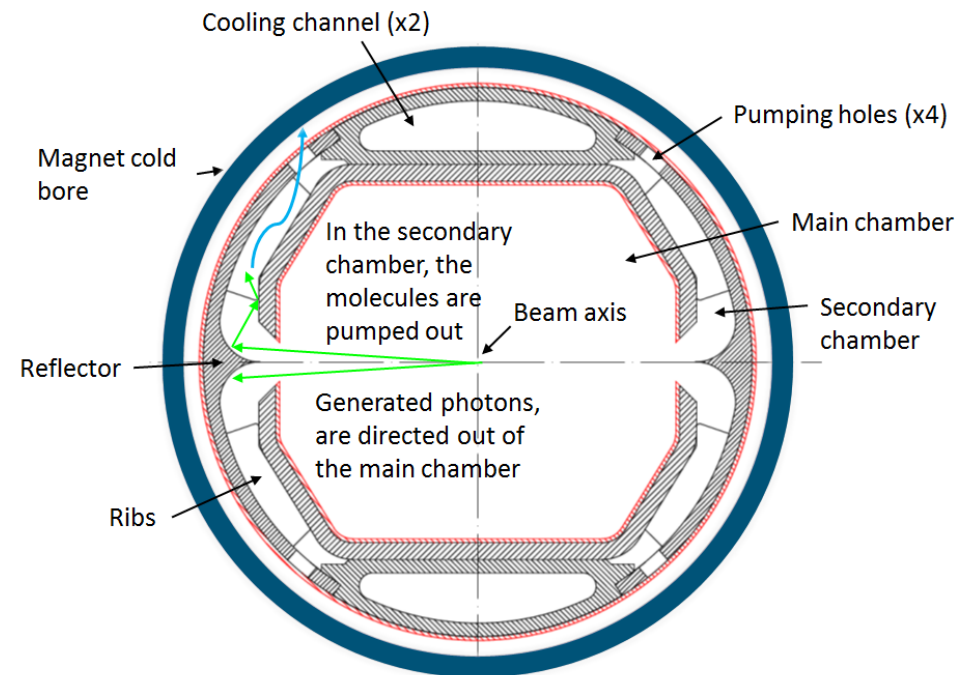 Cooling channel (x2)
Pumping holes (x4)
Magnet cold
bore
Main chamber
In the secondary
chamber, the
molecules are
pumped out
Beam axis
Secondary
chamber
Reflector
Generated photons,
are directed out of
the main chamber
Ribs